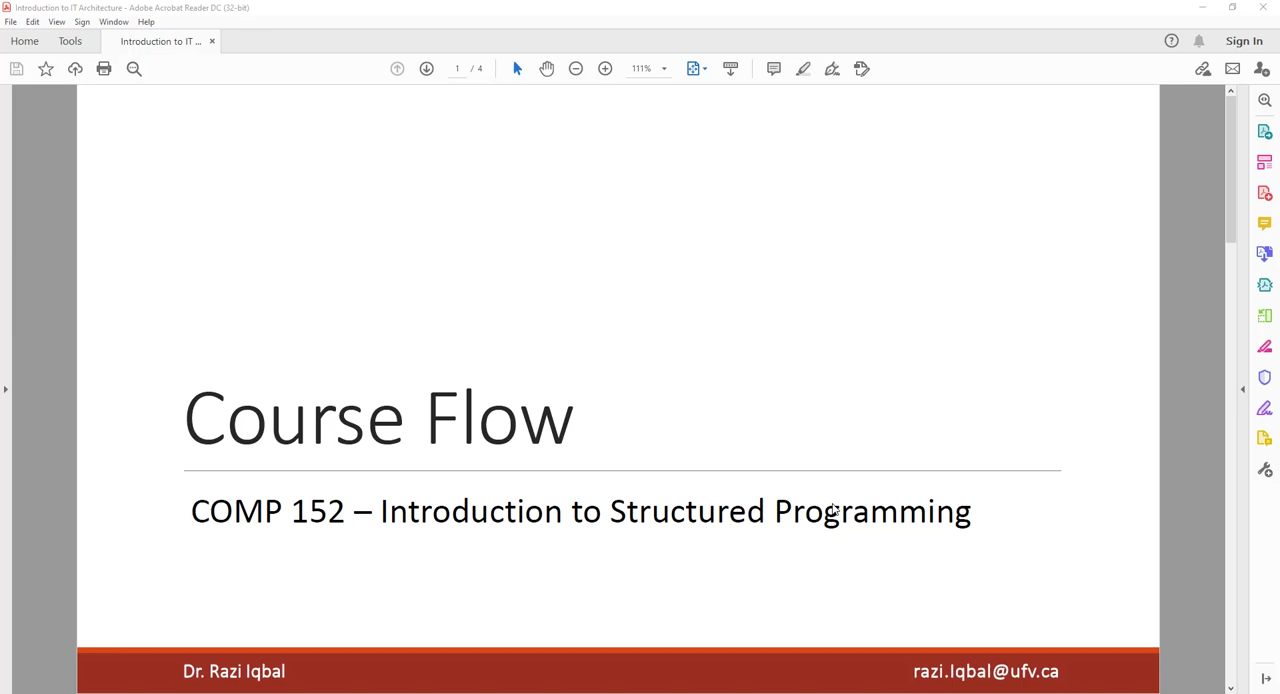 Introduction to IT Architecture - Adobe Acrobat Reader DC (32-bit)
File Edit View Sign Window Help
Home Tools Introduction to IT ... × Sign In
1 / 4 111%
Course Flow
COMP 152 – Introduction to Structured Programming
Dr. Razi Iqbal razi.Iqbal@ufv.ca